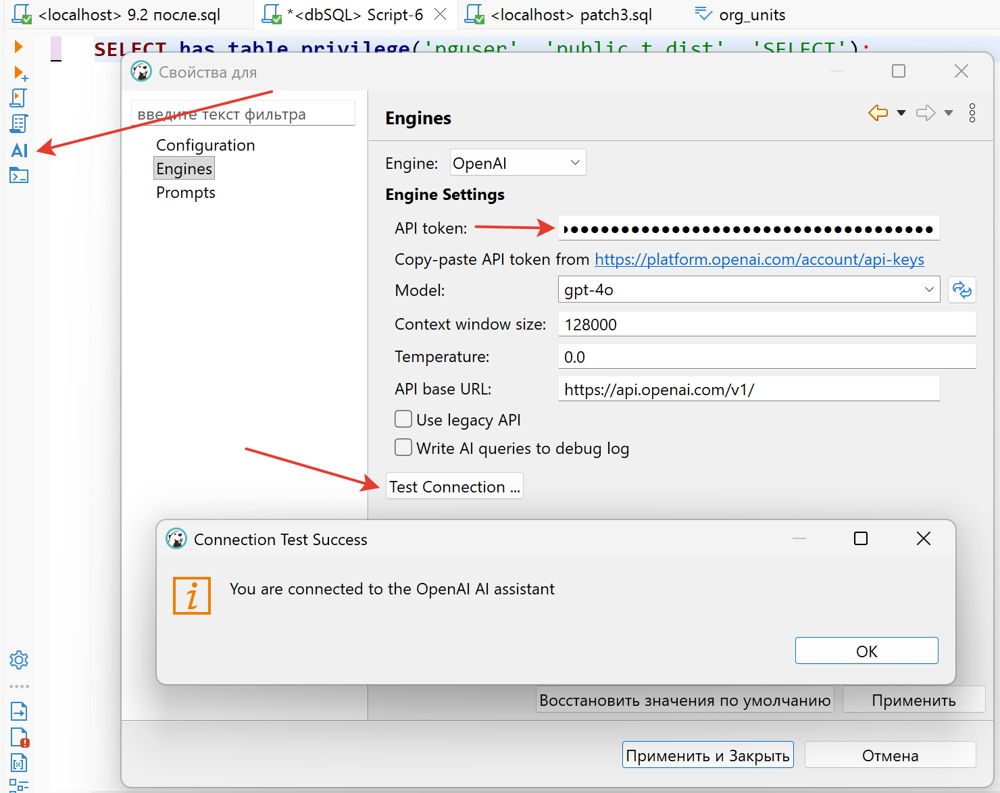 <localhost> 9.2 после.sql
*<dbSQL> Script-6
<localhost> patch3.sql
org_units
SELECT has_table_privilege('pguser', 'public.t_dist', 'SELECT');
Свойства для
введите текст фильтра
Configuration
Engines
Prompts
AI
Engines
Engine: OpenAI
Engine Settings
API token: ●●●●●●●●●●●●●●●●●●●●●●●●●●●●●●●●●●●●●
Copy-paste API token from https://platform.openai.com/account/api-keys
Model: gpt-4o
Context window size: 128000
Temperature: 0.0
API base URL: https://api.openai.com/v1/
Use legacy API
Write AI queries to debug log
Test Connection ...
Connection Test Success
You are connected to the OpenAI AI assistant
OK
Восстановить значения по умолчанию
Применить
Применить и Закрыть
Отмена